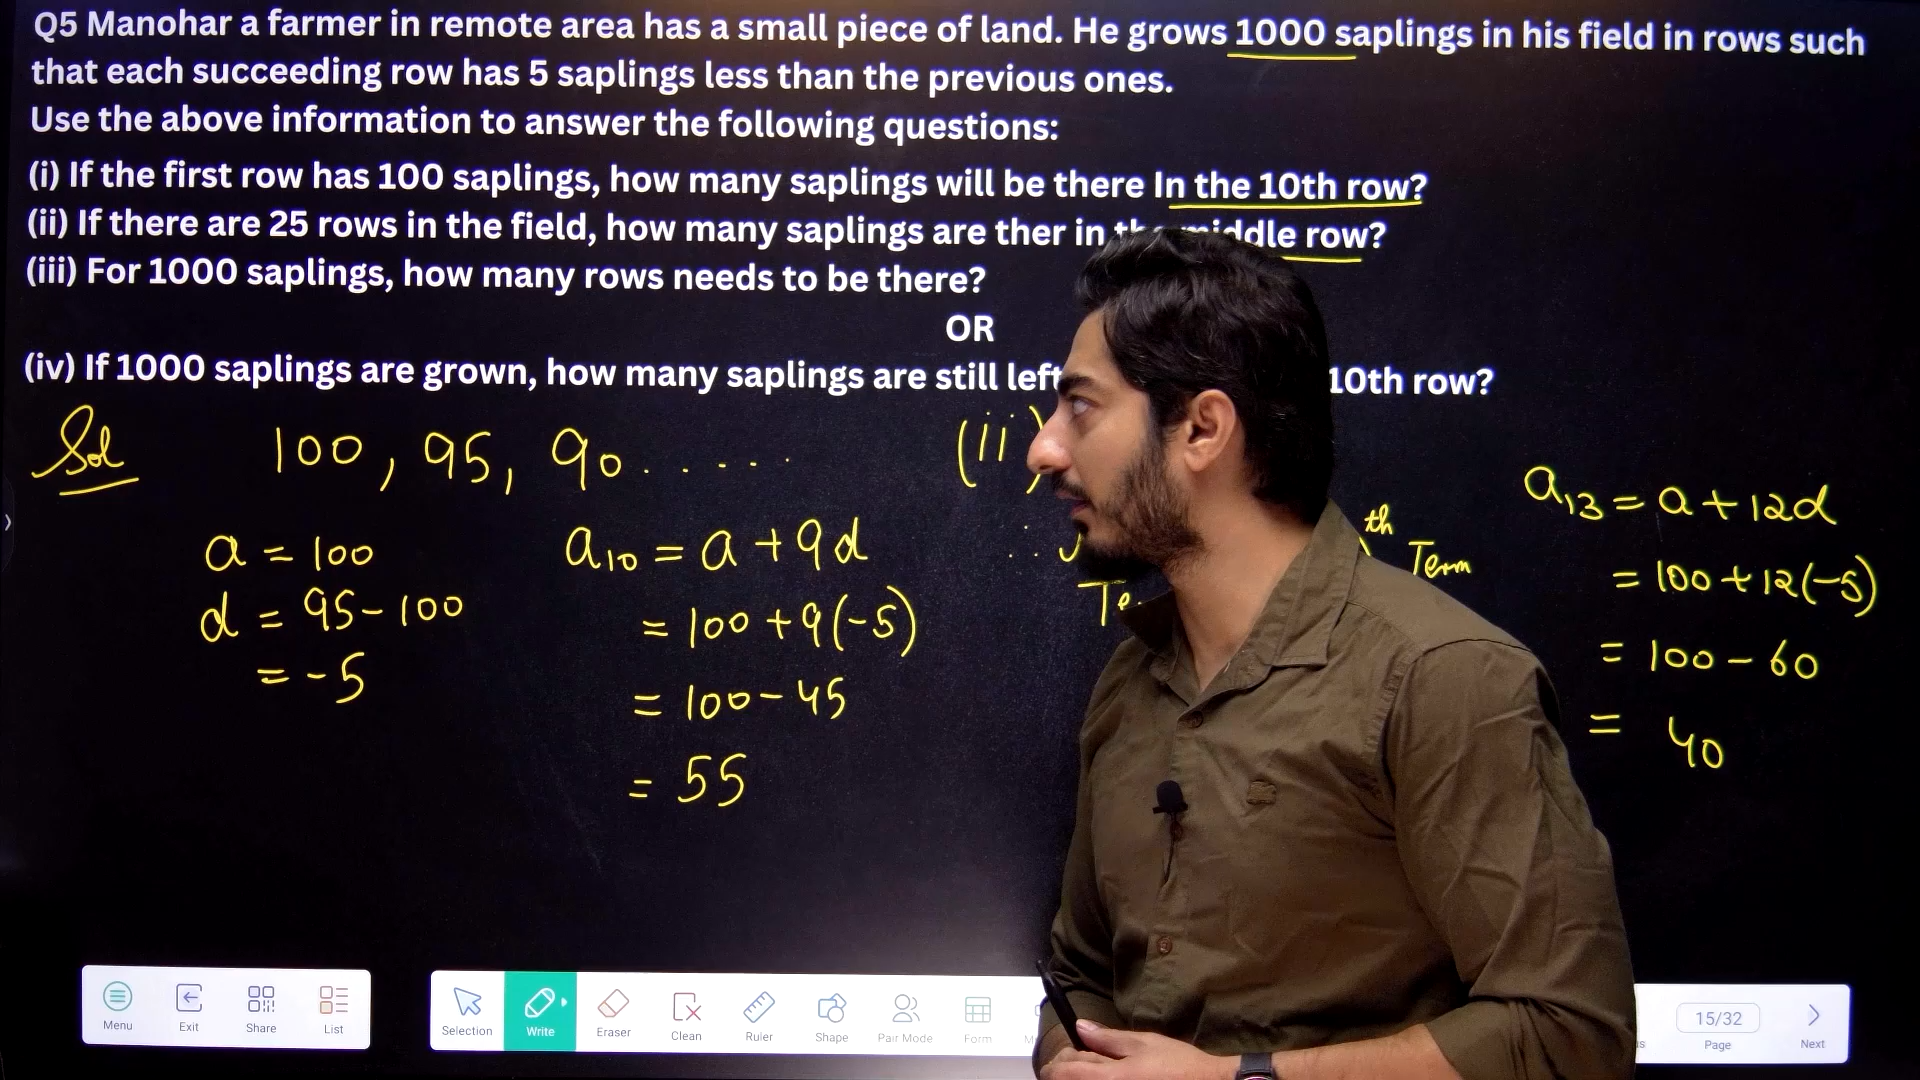 Q5 Manohar a farmer in remote area has a small piece of land. He grows 1000 saplings in his field in rows such
that each succeeding row has 5 saplings less than the previous ones.
Use the above information to answer the following questions:
(i) If the first row has 100 saplings, how many saplings will be there In the 10th row?
(ii) If there are 25 rows in the field, how many saplings are ther in middle row?
(iii) For 1000 saplings, how many rows needs to be there?
OR
(iv) If 1000 saplings are grown, how many saplings are still left 10th row?
Sol 100, 95, 90.....
a = 100
d = 95 - 100
= -5
a10 = a + 9d
= 100 + 9(-5)
= 100 - 45
= 55
(ii)
th
Term
a13 = a + 12d
= 100 + 12(-5)
= 100 - 60
= 40
Menu Exit Share List
Selection Write Eraser Clean Ruler Shape Pair Mode Form
15/32
Page Next